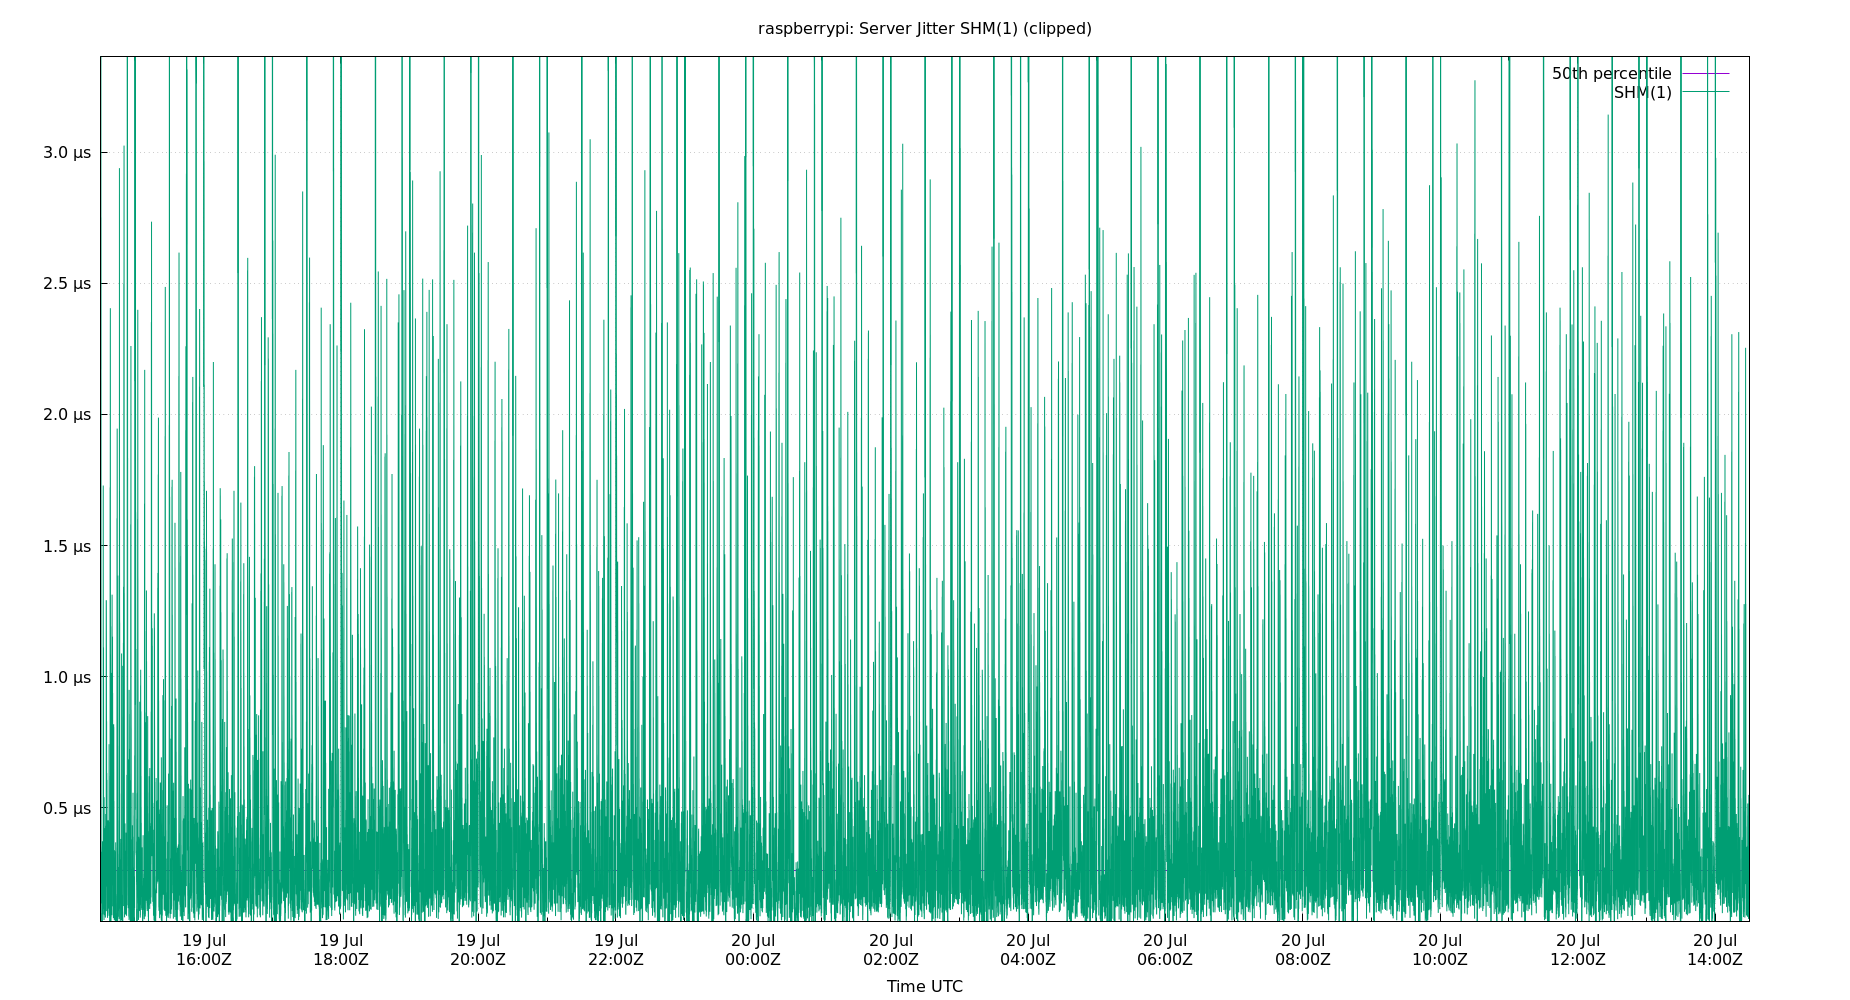 raspberrypi: Server Jitter SHM(1) (clipped)
50th percentile
SHM(1)
3.0 µs
2.5 µs
2.0 µs
1.5 µs
1.0 µs
0.5 µs
19 Jul 19 Jul 19 Jul 19 Jul 20 Jul 20 Jul 20 Jul 20 Jul 20 Jul 20 Jul 20 Jul 20 Jul
16:00Z 18:00Z 20:00Z 22:00Z 00:00Z 02:00Z 04:00Z 06:00Z 08:00Z 10:00Z 12:00Z 14:00Z
Time UTC